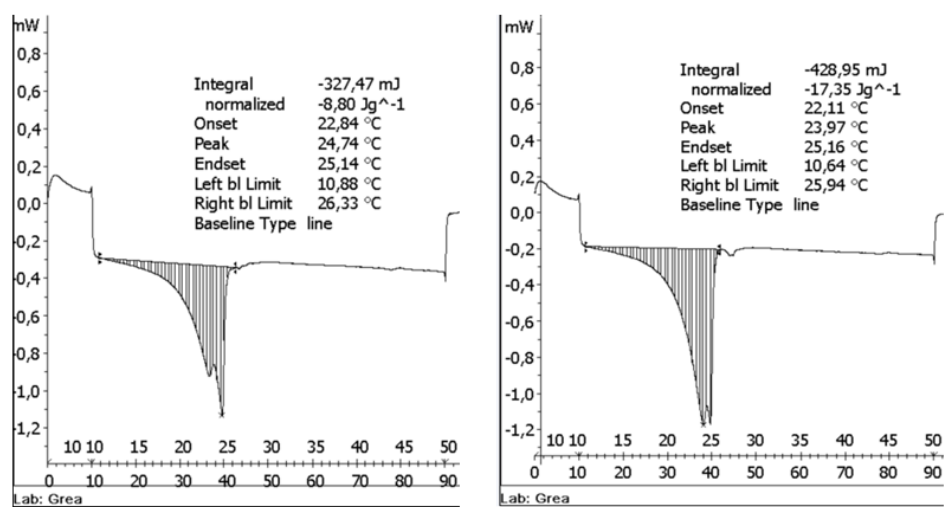 mW
0,8
0,6
0,4
0,2
0,0
-0,2
-0,4
-0,6
-0,8
-1,0
-1,2
Integral -327,47 mJ
normalized -8,80 Jg^-1
Onset 22,84 °C
Peak 24,74 °C
Endset 25,14 °C
Left bl Limit 10,88 °C
Right bl Limit 26,33 °C
Baseline Type line
10 10 15 20 25 30 35 40 45 50
0 10 20 30 40 50 60 70 80 90
Lab: Grea
mW
0,8
0,6
0,4
0,2
0,0
-0,2
-0,4
-0,6
-0,8
-1,0
-1,2
Integral -428,95 mJ
normalized -17,35 Jg^-1
Onset 22,11 °C
Peak 23,97 °C
Endset 25,16 °C
Left bl Limit 10,64 °C
Right bl Limit 25,94 °C
Baseline Type line
10 10 15 20 25 30 35 40 45 50
0 10 20 30 40 50 60 70 80 90
Lab: Grea